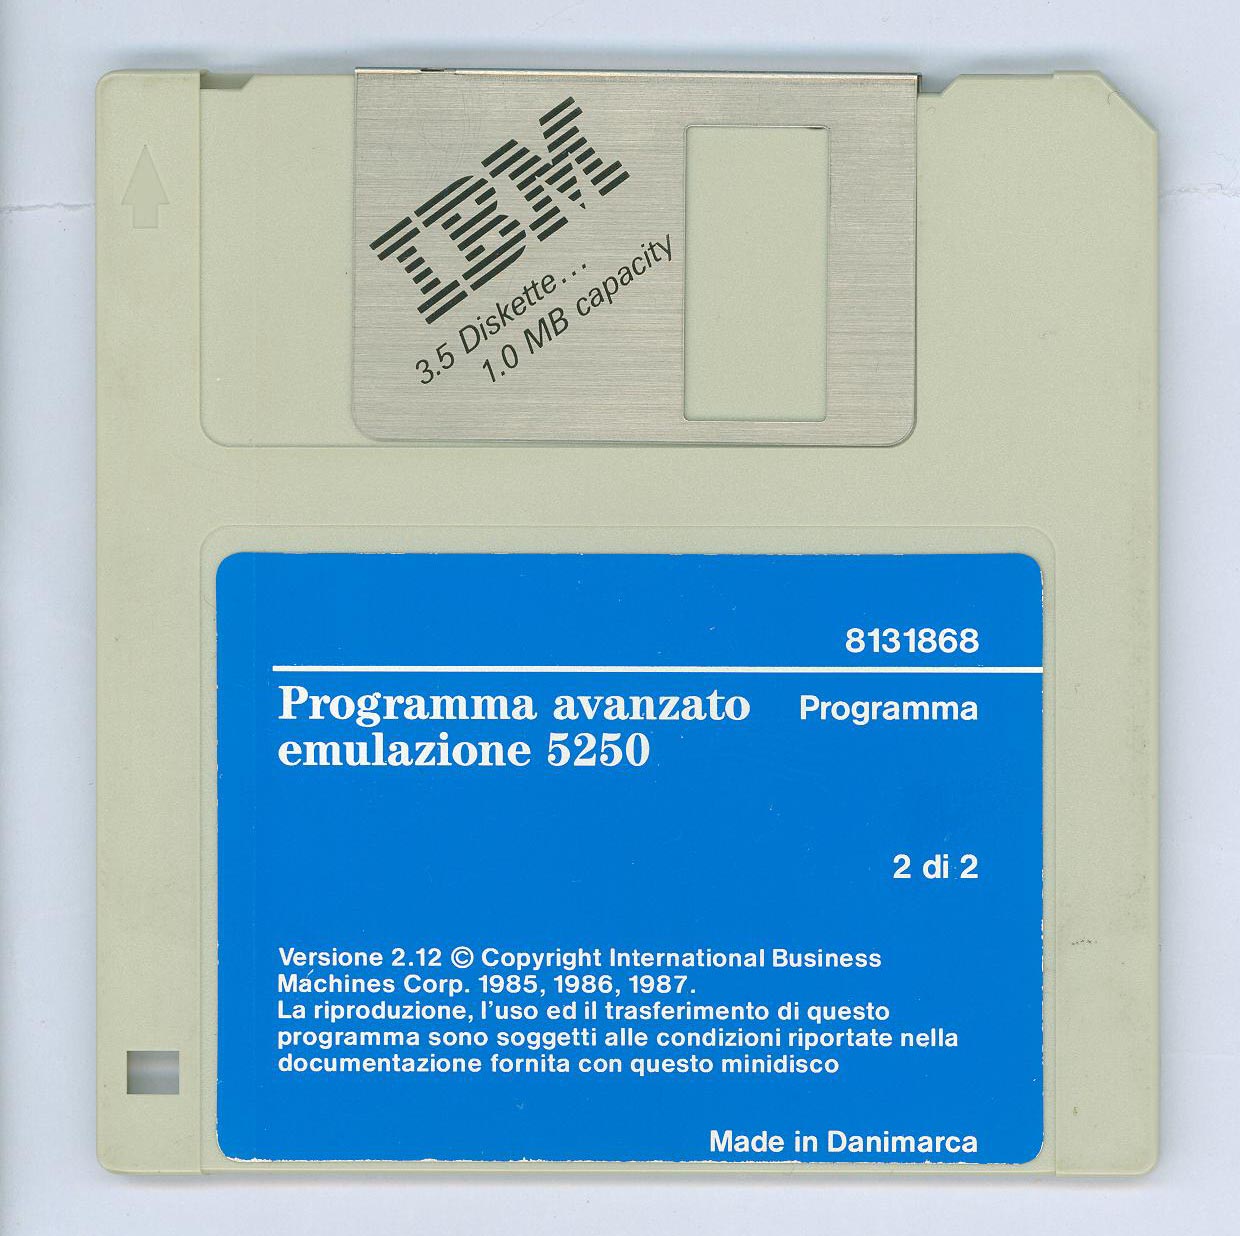 IBM
3.5 Diskette...
1.0 MB capacity
8131868
Programma avanzato Programma
emulazione 5250
2 di 2
Versione 2.12 © Copyright International Business
Machines Corp. 1985, 1986, 1987.
La riproduzione, l'uso ed il trasferimento di questo
programma sono soggetti alle condizioni riportate nella
documentazione fornita con questo minidisco
Made in Danimarca